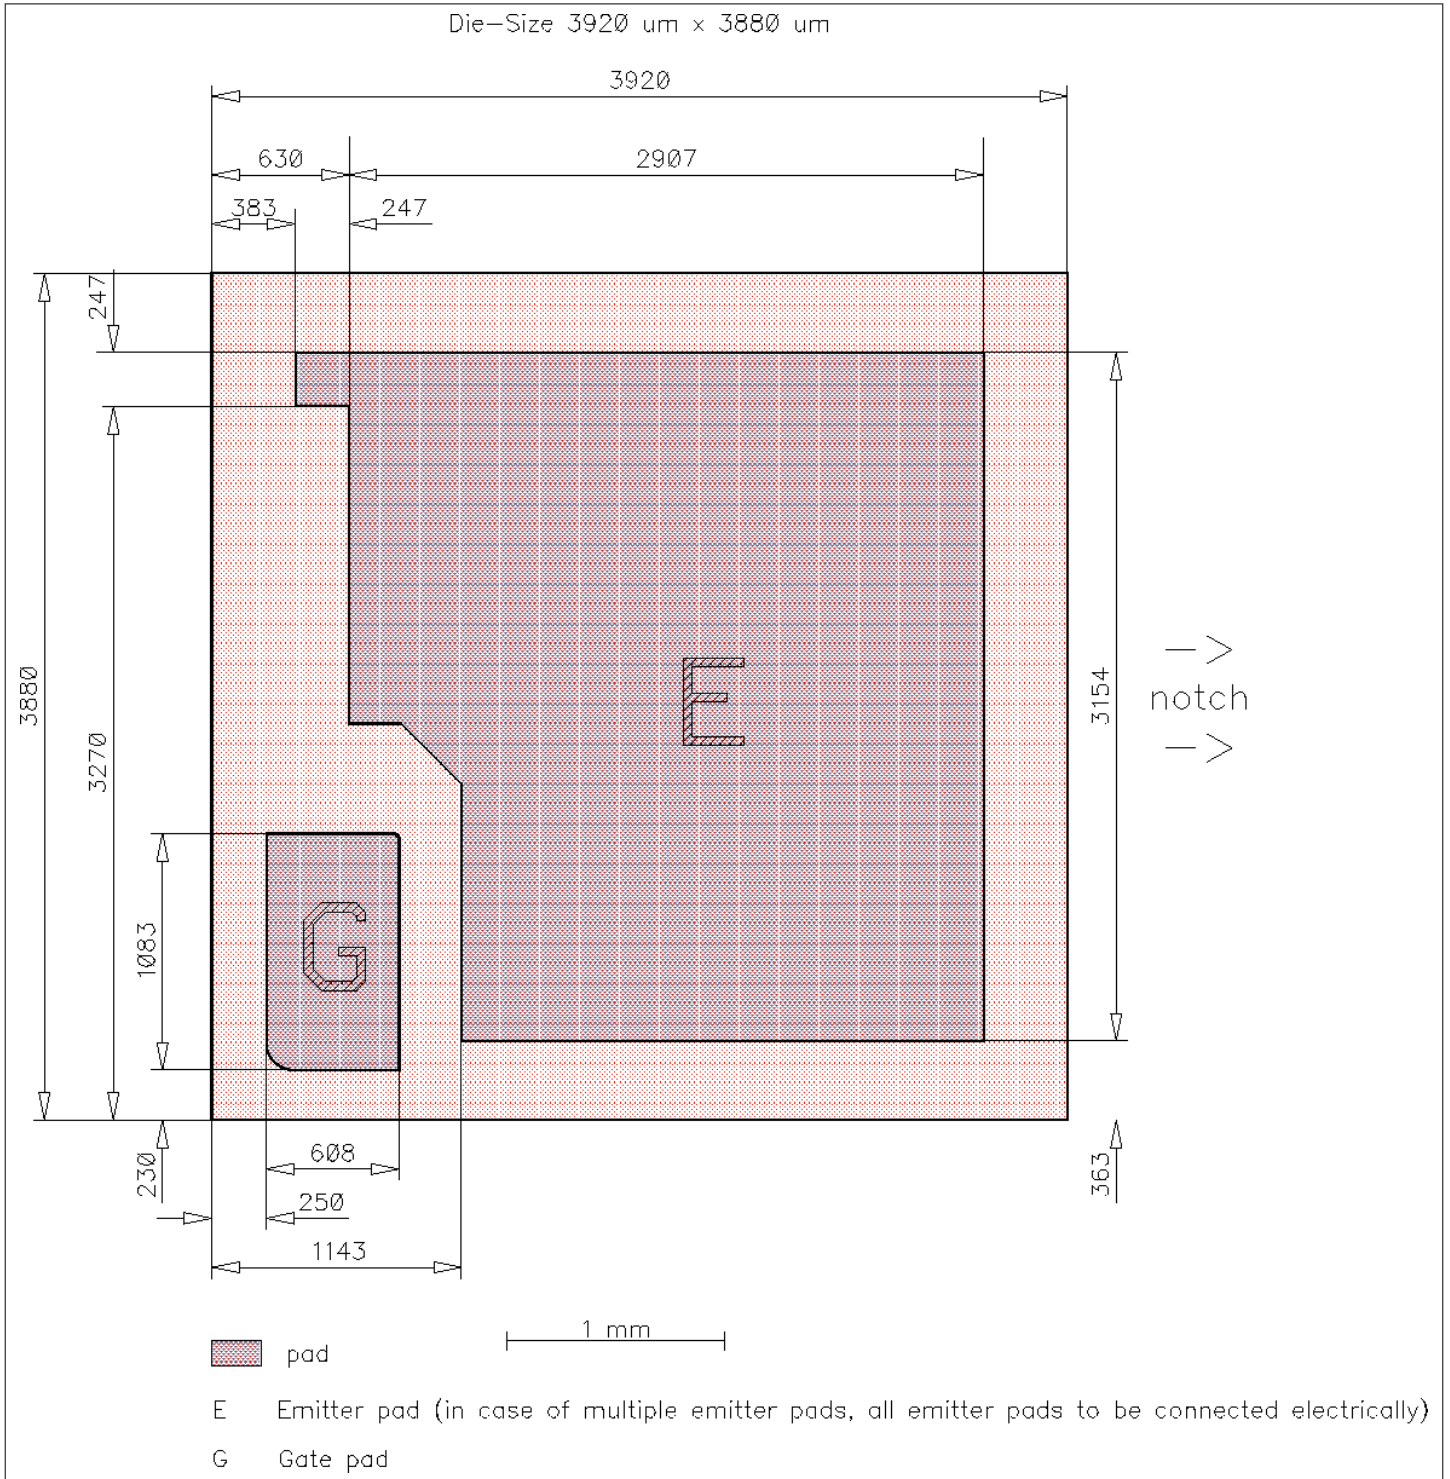 Die-Size 3920 um x 3880 um
3920
630 2907
383 247
247
3880
3270
E
3154
-> 
notch
->
1083
G
230
608
363
250
1143
1 mm
pad
E Emitter pad (in case of multiple emitter pads, all emitter pads to be connected electrically)
G Gate pad